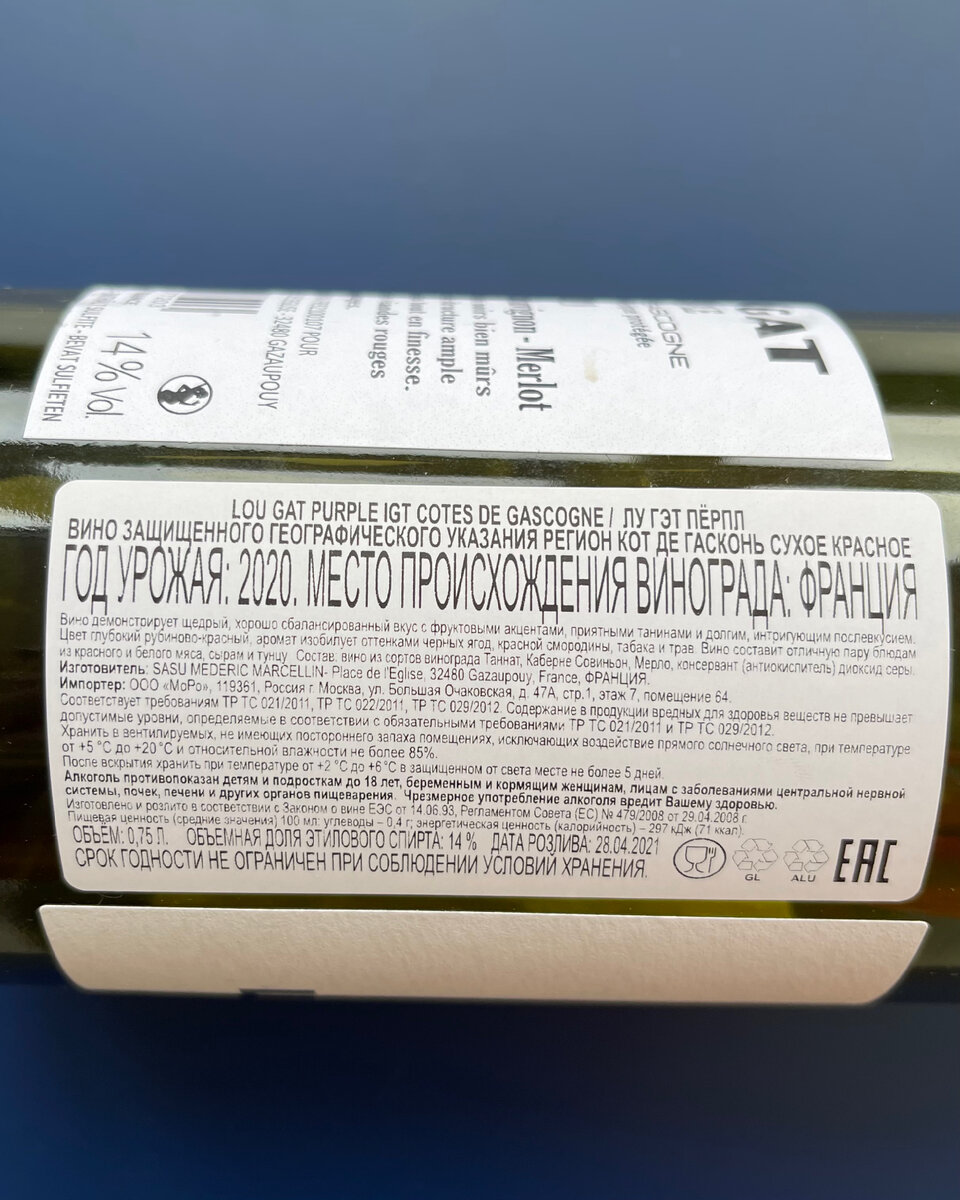 GAT
SCOGNE
protégée
- Merlot
bien mûrs
structure ample
et en finesse.
viandes rouges
32480 GAZAUPOUY
14% Vol.
- BEVAT SULFIETEN
LOU GAT PURPLE IGT COTES DE GASCOGNE / ЛУ ГЭТ ПЁРПЛ
ВИНО ЗАЩИЩЕННОГО ГЕОГРАФИЧЕСКОГО УКАЗАНИЯ РЕГИОН КОТ ДЕ ГАСКОНЬ СУХОЕ КРАСНОЕ
ГОД УРОЖАЯ: 2020. МЕСТО ПРОИСХОЖДЕНИЯ ВИНОГРАДА: ФРАНЦИЯ
Вино демонстрирует щедрый, хорошо сбалансированный вкус с фруктовыми акцентами, приятными танинами и долгим, интригующим послевкусием.
Цвет глубокий рубиново-красный, аромат изобилует оттенками черных ягод, красной смородины, табака и трав. Вино составит отличную пару блюдам
из красного и белого мяса, сырам и тунцу. Состав: вино из сортов винограда Таннат, Каберне Совиньон, Мерло, консервант (антиокислитель) диоксид серы.
Изготовитель: SASU MEDERIC MARCELLIN- Place de l'Eglise, 32480 Gazaupouy, France, ФРАНЦИЯ.
Импортер: ООО «МоРо», 119361, Россия г. Москва, ул. Большая Очаковская, д. 47А, стр.1, этаж 7, помещение 64.
Соответствует требованиям ТР ТС 021/2011, ТР ТС 022/2011, ТР ТС 029/2012. Содержание в продукции вредных для здоровья веществ не превышает
допустимые уровни, определяемые в соответствии с обязательными требованиями ТР ТС 021/2011 и ТР ТС 029/2012.
Хранить в вентилируемых, не имеющих постороннего запаха помещениях, исключающих воздействие прямого солнечного света, при температуре
от +5 °С до +20°С и относительной влажности не более 85%.
После вскрытия хранить при температуре от +2 °С до +6°С в защищенном от света месте не более 5 дней.
Алкоголь противопоказан детям и подросткам до 18 лет, беременным и кормящим женщинам, лицам с заболеваниями центральной нервной
системы, почек, печени и других органов пищеварения. Чрезмерное употребление алкоголя вредит Вашему здоровью.
Изготовлено и розлито в соответствии с Законом о вине ЕЭС от 14.06.93, Регламентом Совета (ЕС) № 479/2008 от 29.04.2008 г.
Пищевая ценность (средние значения) 100 мл: углеводы – 0,4 г; энергетическая ценность (калорийность) – 297 кДж (71 ккал).
ОБЪЁМ: 0,75 Л. ОБЪЕМНАЯ ДОЛЯ ЭТИЛОВОГО СПИРТА: 14 % ДАТА РОЗЛИВА: 28.04.2021
СРОК ГОДНОСТИ НЕ ОГРАНИЧЕН ПРИ СОБЛЮДЕНИИ УСЛОВИЙ ХРАНЕНИЯ.
GL
ALU
EAC